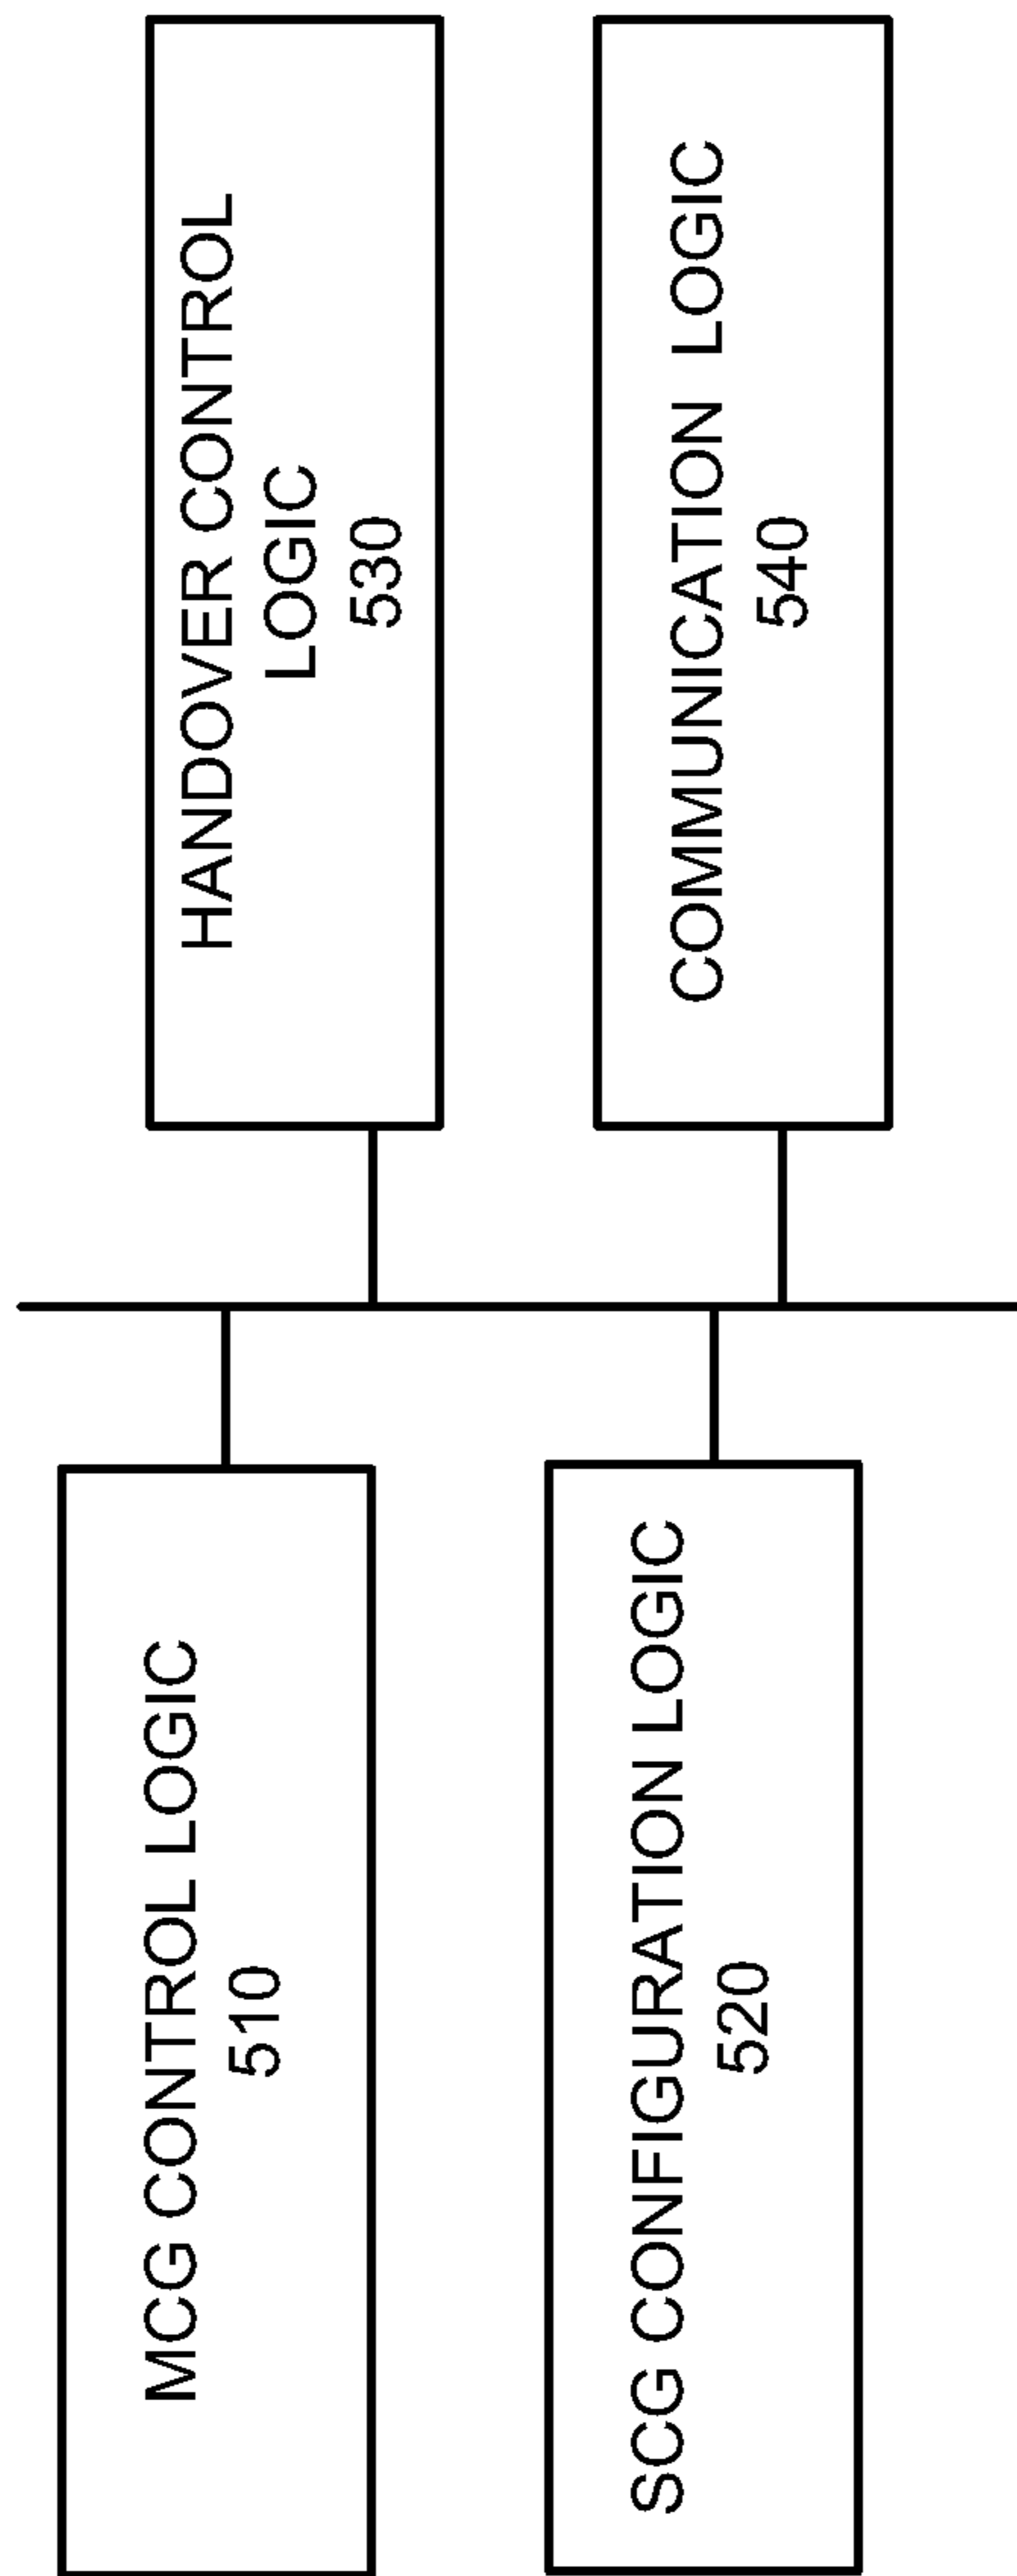 MCG CONTROL LOGIC
510
SCG CONFIGURATION LOGIC
520
HANDOVER CONTROL
LOGIC
530
COMMUNICATION LOGIC
540